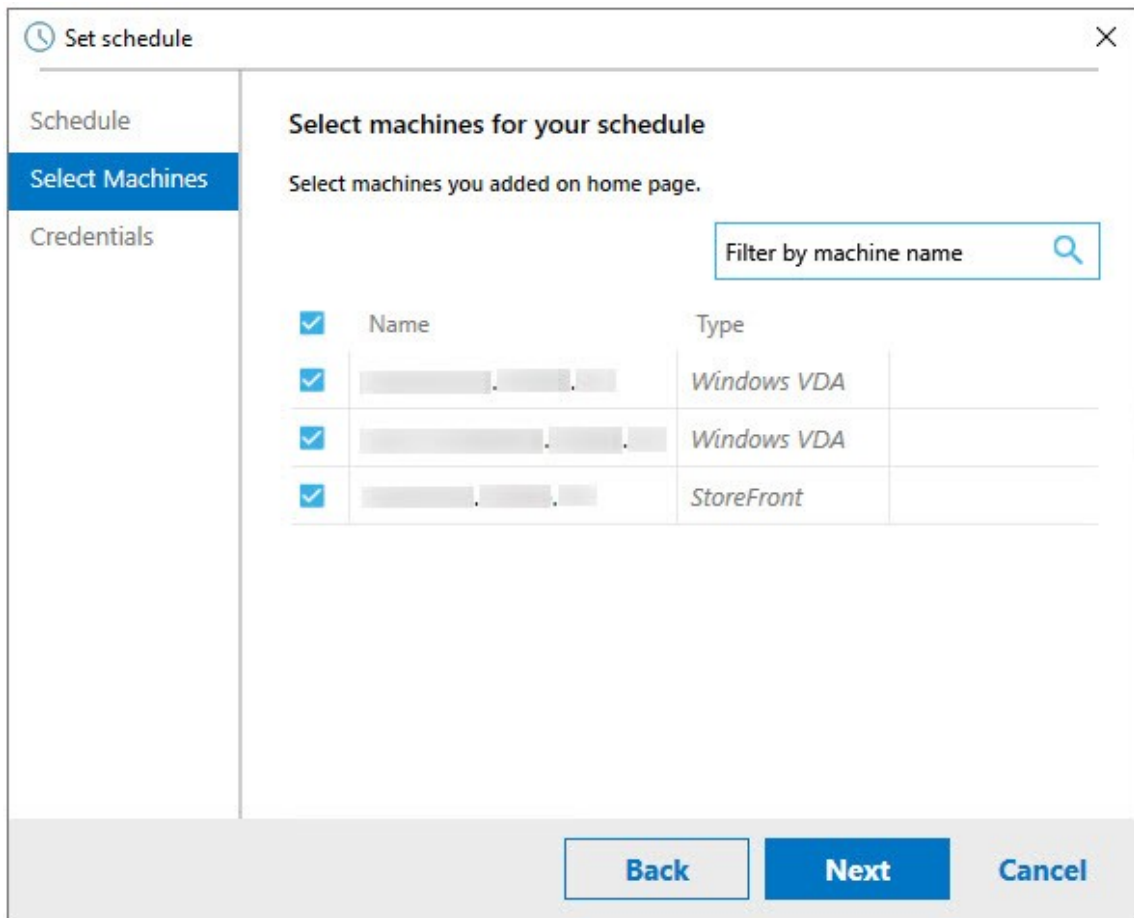 Set schedule
Schedule
Select Machines
Credentials
Select machines for your schedule
Select machines you added on home page.
Filter by machine name
Name Type
Windows VDA
Windows VDA
StoreFront
Back Next Cancel